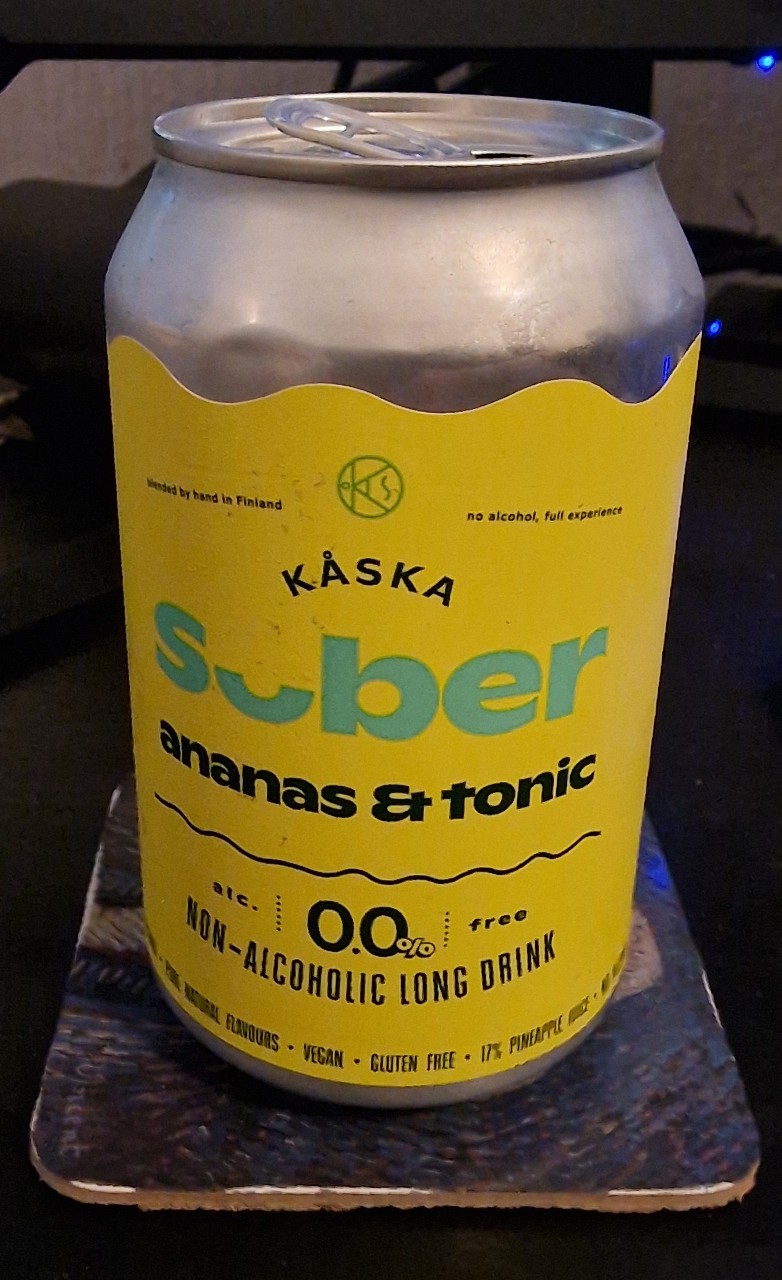 blended by hand in Finland
no alcohol, full experience
KÅSKA
Sober
ananas & tonic
alc. 0.0% free
NON-ALCOHOLIC LONG DRINK
NATURAL FLAVOURS • VEGAN • GLUTEN FREE • 17% PINEAPPLE JUICE •